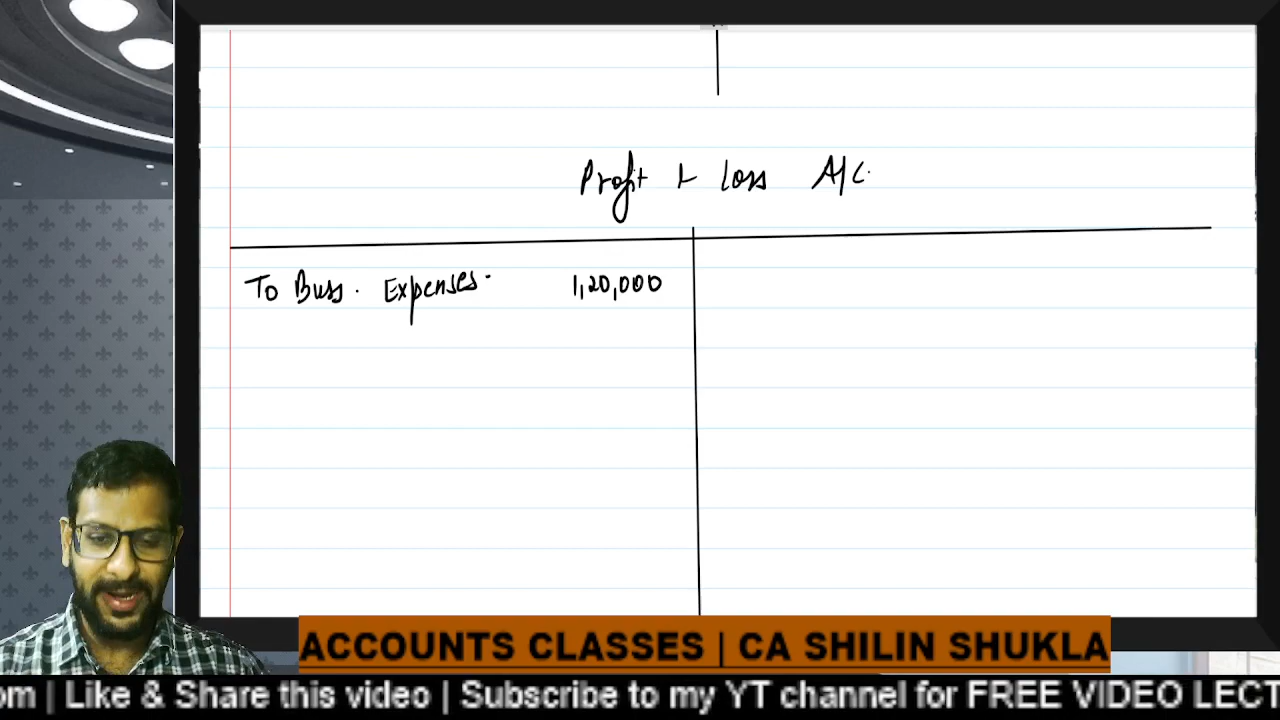 Profit & Loss A/c.
To Buss. Expenses. 1,20,000
ACCOUNTS CLASSES | CA SHILIN SHUKLA
om | Like & Share this video | Subscribe to my YT channel for FREE VIDEO LECT